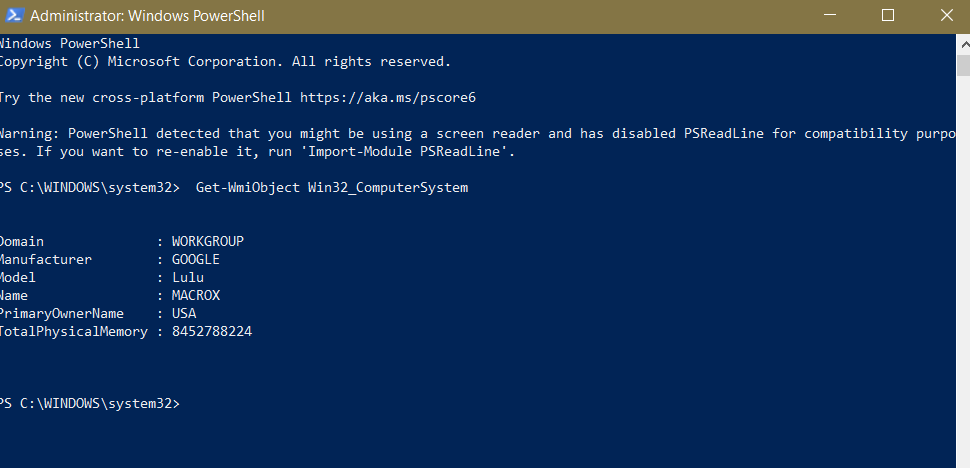 Administrator: Windows PowerShell
Windows PowerShell
Copyright (C) Microsoft Corporation. All rights reserved.
Try the new cross-platform PowerShell https://aka.ms/pscore6
Warning: PowerShell detected that you might be using a screen reader and has disabled PSReadLine for compatibility purpo
ses. If you want to re-enable it, run 'Import-Module PSReadLine'.
PS C:\WINDOWS\system32>  Get-WmiObject Win32_ComputerSystem
Domain              : WORKGROUP
Manufacturer        : GOOGLE
Model               : Lulu
Name                : MACROX
PrimaryOwnerName    : USA
TotalPhysicalMemory : 8452788224
PS C:\WINDOWS\system32>